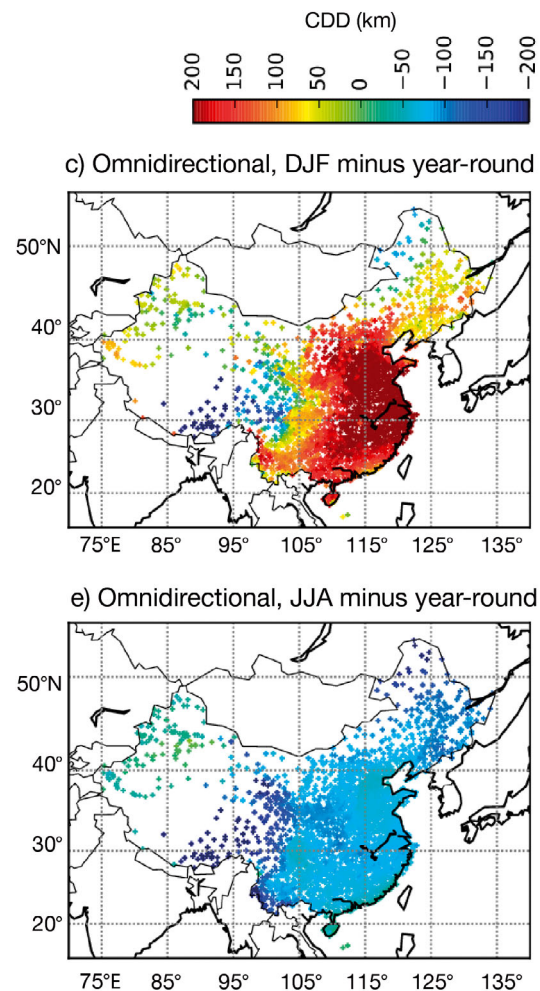 CDD (km)
200 150 100 50 0 −50 −100 −150 −200
c) Omnidirectional, DJF minus year-round
50°N
40°
30°
20°
75°E 85° 95° 105° 115° 125° 135°
e) Omnidirectional, JJA minus year-round
50°N
40°
30°
20°
75°E 85° 95° 105° 115° 125° 135°